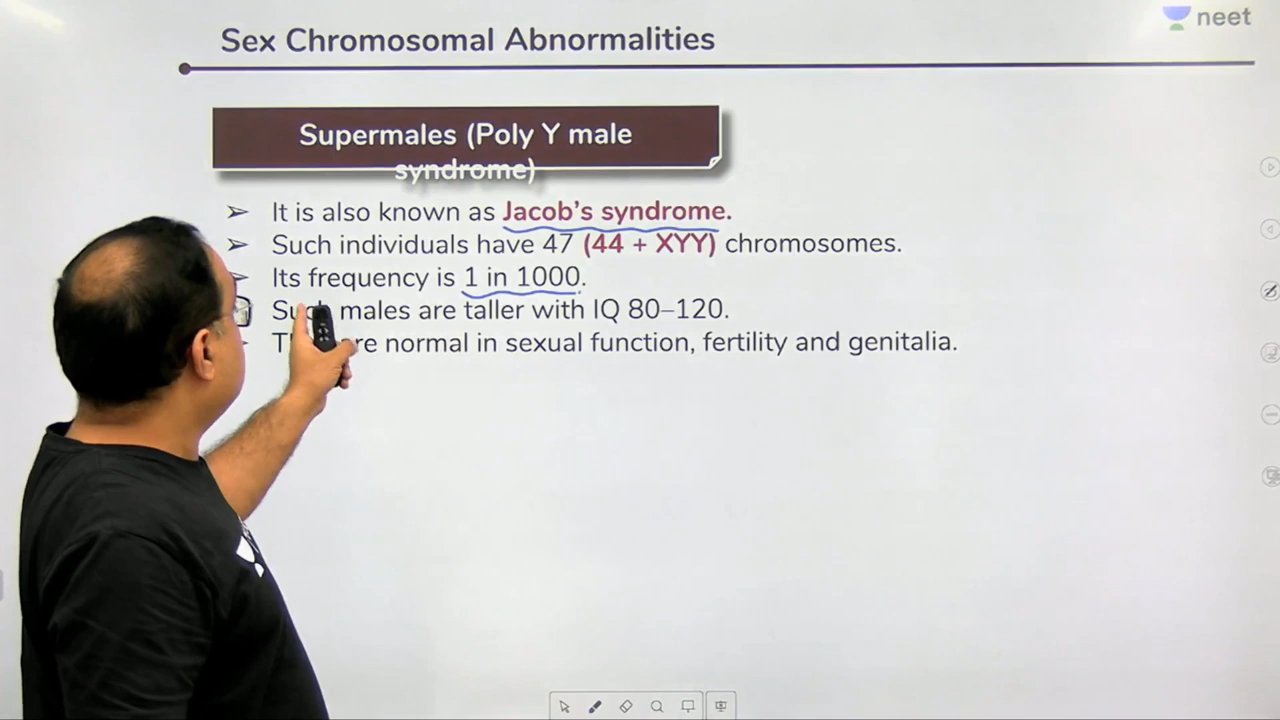 neet
Sex Chromosomal Abnormalities
Supermales (Poly Y male
syndrome)
➢ It is also known as Jacob’s syndrome.
➢ Such individuals have 47 (44 + XYY) chromosomes.
➢ Its frequency is 1 in 1000.
Such males are taller with IQ 80–120.
are normal in sexual function, fertility and genitalia.